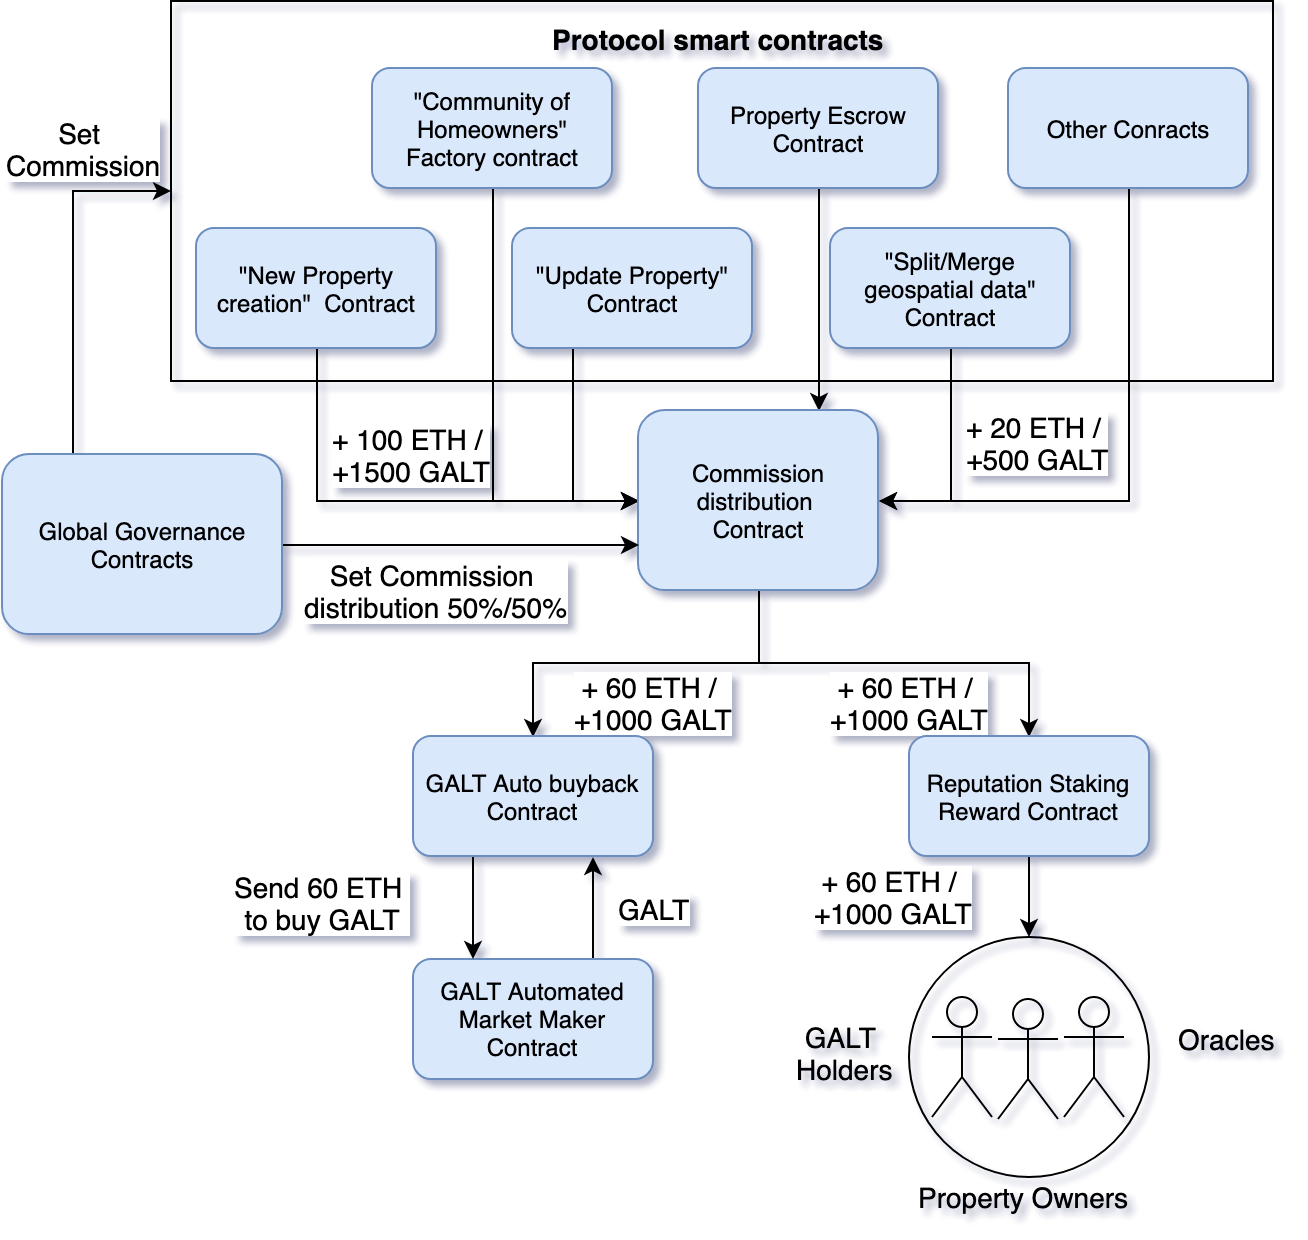 Protocol smart contracts
"Community of
Homeowners"
Factory contract
Property Escrow
Contract
Other Conracts
Set
Commission
"New Property
creation"  Contract
"Update Property"
Contract
"Split/Merge
geospatial data"
Contract
+ 100 ETH /
+1500 GALT
+ 20 ETH /
+500 GALT
Commission
distribution
Contract
Global Governance
Contracts
Set Commission
distribution 50%/50%
+ 60 ETH /
+1000 GALT
+ 60 ETH /
+1000 GALT
GALT Auto buyback
Contract
Reputation Staking
Reward Contract
Send 60 ETH
to buy GALT
GALT
+ 60 ETH /
+1000 GALT
GALT Automated
Market Maker
Contract
GALT
Holders
Oracles
Property Owners